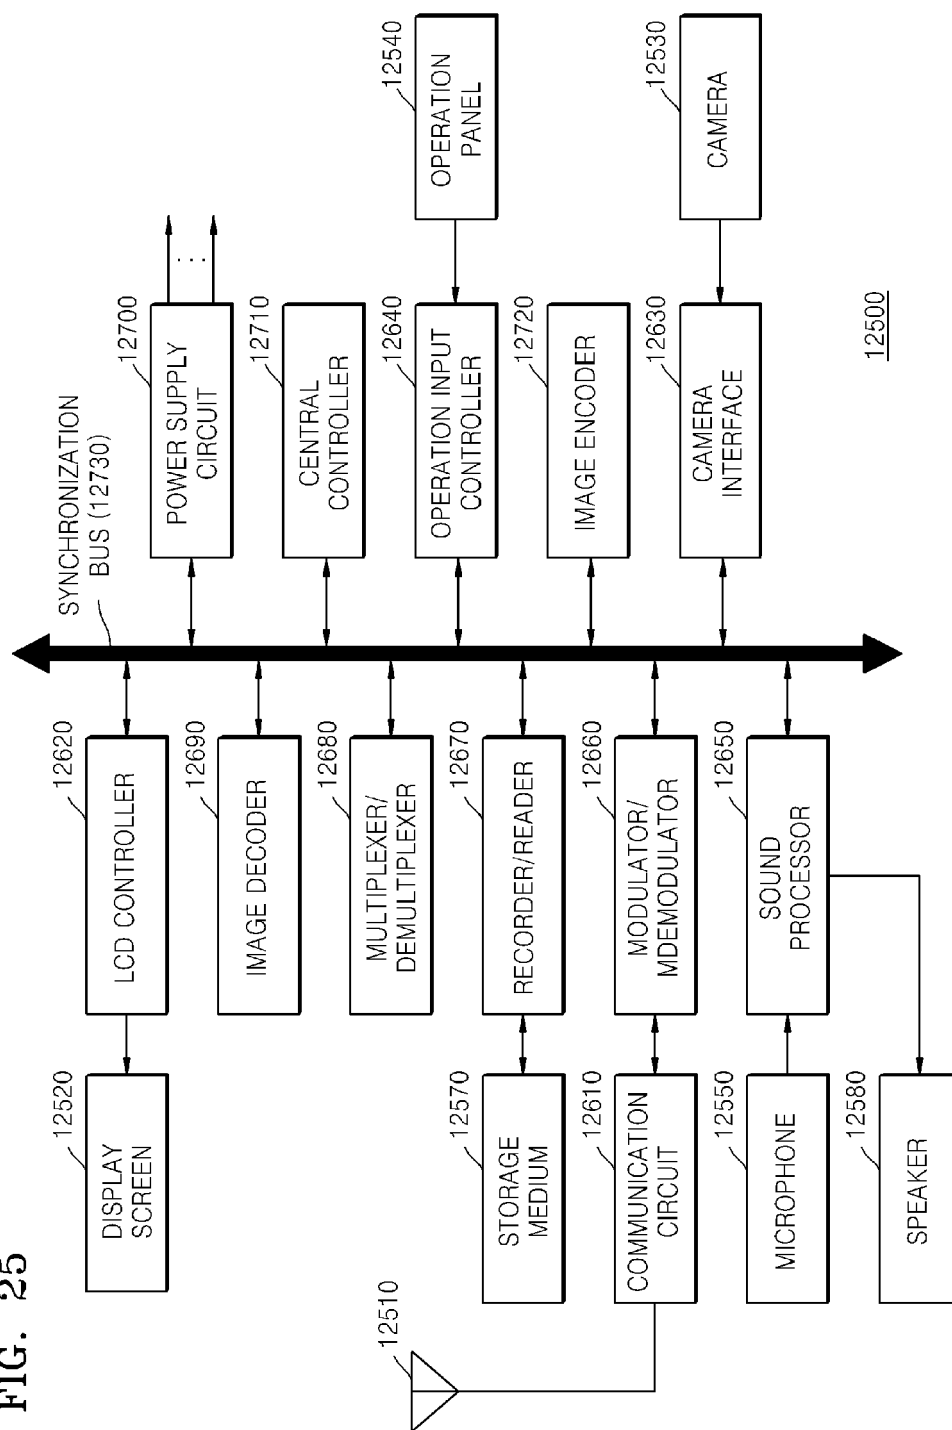 FIG. 25
12510
12520
DISPLAY
SCREEN
12620
LCD CONTROLLER
12690
IMAGE DECODER
12680
MULTIPLEXER/
DEMUTIPLEXER
12570
STORAGE
MEDIUM
12670
RECORDER/READER
12610
COMMUNICATION
CIRCUIT
12660
MODULATOR/
MDEMODULATOR
12550
MICROPHONE
12650
SOUND
PROCESSOR
12580
SPEAKER
SYNCHRONIZATION
BUS (12730)
12700
POWER SUPPLY
CIRCUIT
...
12710
CENTRAL
CONTROLLER
12640
OPERATION INPUT
CONTROLLER
12540
OPERATION
PANEL
12720
IMAGE ENCODER
12630
CAMERA
INTERFACE
12530
CAMERA
12500